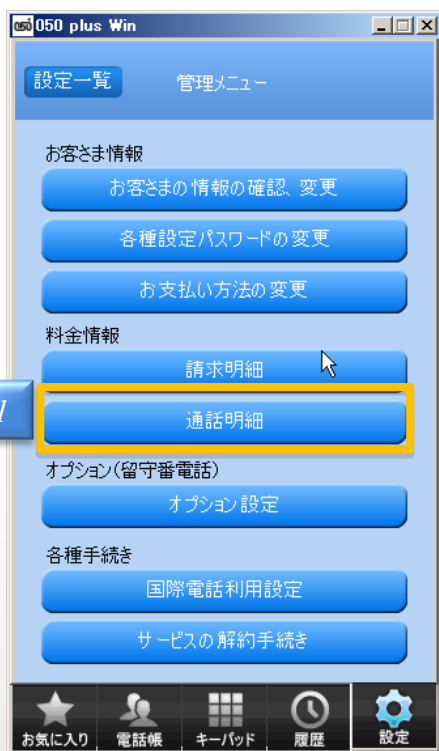 050 050 plus Win
設定一覧 管理メニュー
お客さま情報
お客さまの情報の確認、変更
各種設定パスワードの変更
お支払い方法の変更
料金情報
請求明細
通話明細
オプション(留守番電話)
オプション設定
各種手続き
国際電話利用設定
サービスの解約手続き
お気に入り 電話帳 キーパッド 履歴 設定